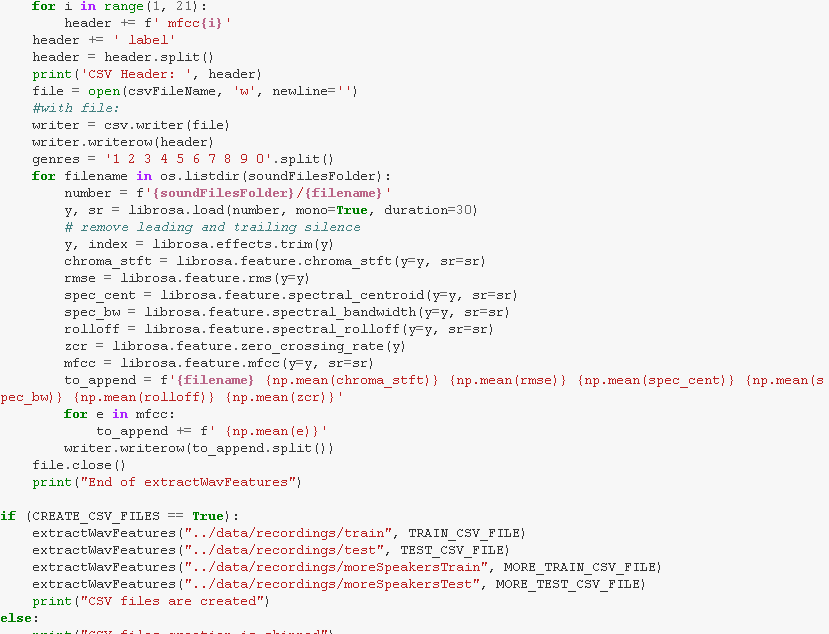 for i in range(1, 21):
        header += f' mfcc{i}'
    header += ' label'
    header = header.split()
    print('CSV Header: ', header)
    file = open(csvFileName, 'w', newline='')
    #with file:
    writer = csv.writer(file)
    writer.writerow(header)
    genres = '1 2 3 4 5 6 7 8 9 0'.split()
    for filename in os.listdir(soundFilesFolder):
        number = f'{soundFilesFolder}/{filename}'
        y, sr = librosa.load(number, mono=True, duration=30)
        # remove leading and trailing silence
        y, index = librosa.effects.trim(y)
        chroma_stft = librosa.feature.chroma_stft(y=y, sr=sr)
        rmse = librosa.feature.rms(y=y)
        spec_cent = librosa.feature.spectral_centroid(y=y, sr=sr)
        spec_bw = librosa.feature.spectral_bandwidth(y=y, sr=sr)
        rolloff = librosa.feature.spectral_rolloff(y=y, sr=sr)
        zcr = librosa.feature.zero_crossing_rate(y)
        mfcc = librosa.feature.mfcc(y=y, sr=sr)
        to_append = f'{filename} {np.mean(chroma_stft)} {np.mean(rmse)} {np.mean(spec_cent)} {np.mean(s
pec_bw)} {np.mean(rolloff)} {np.mean(zcr)}'
        for e in mfcc:
            to_append += f' {np.mean(e)}'
        writer.writerow(to_append.split())
    file.close()
    print("End of extractWavFeatures")

if (CREATE_CSV_FILES == True):
    extractWavFeatures("../data/recordings/train", TRAIN_CSV_FILE)
    extractWavFeatures("../data/recordings/test", TEST_CSV_FILE)
    extractWavFeatures("../data/recordings/moreSpeakersTrain", MORE_TRAIN_CSV_FILE)
    extractWavFeatures("../data/recordings/moreSpeakersTest", MORE_TEST_CSV_FILE)
    print("CSV files are created")
else:
    print("CSV files creation is skipped")